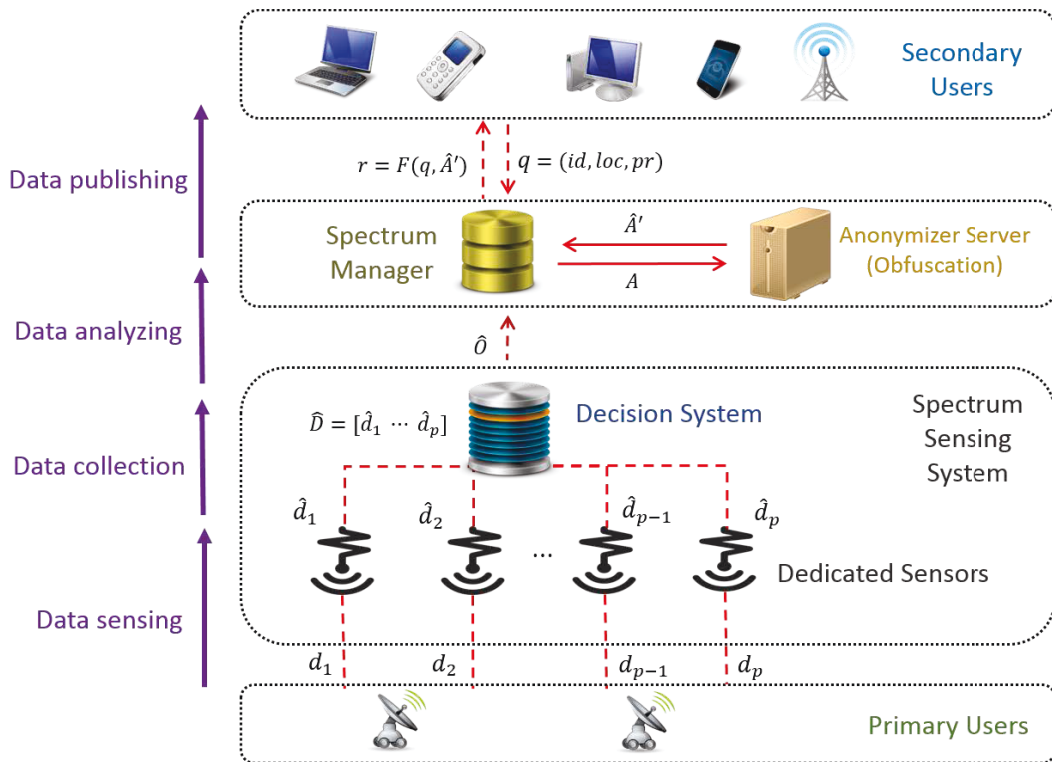 Secondary
Users
r = F(q, Â′)
q = (id, loc, pr)
Data publishing
Spectrum
Manager
Â′
A
Anonymizer Server
(Obfuscation)
Data analyzing
Ô
D̂ = [d̂₁ ⋯ d̂ₚ]
Decision System
Spectrum
Sensing
System
Data collection
d̂₁
d̂₂
d̂ₚ₋₁
d̂ₚ
...
Dedicated Sensors
Data sensing
d₁
d₂
dₚ₋₁
dₚ
Primary Users